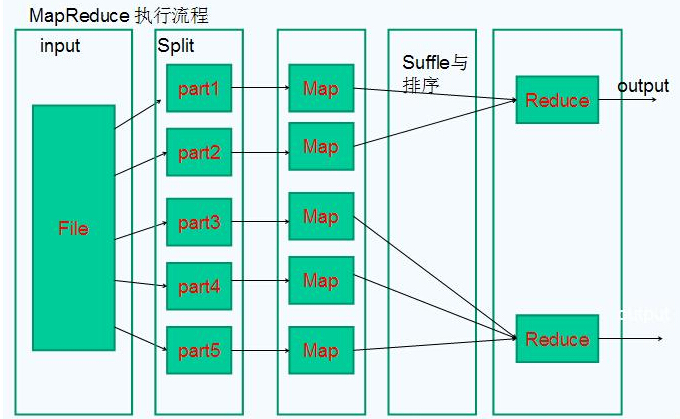 MapReduce 执行流程
input
Split
Suffle与
排序
File
part1
part2
part3
part4
part5
Map
Map
Map
Map
Map
Reduce
output
Reduce
output